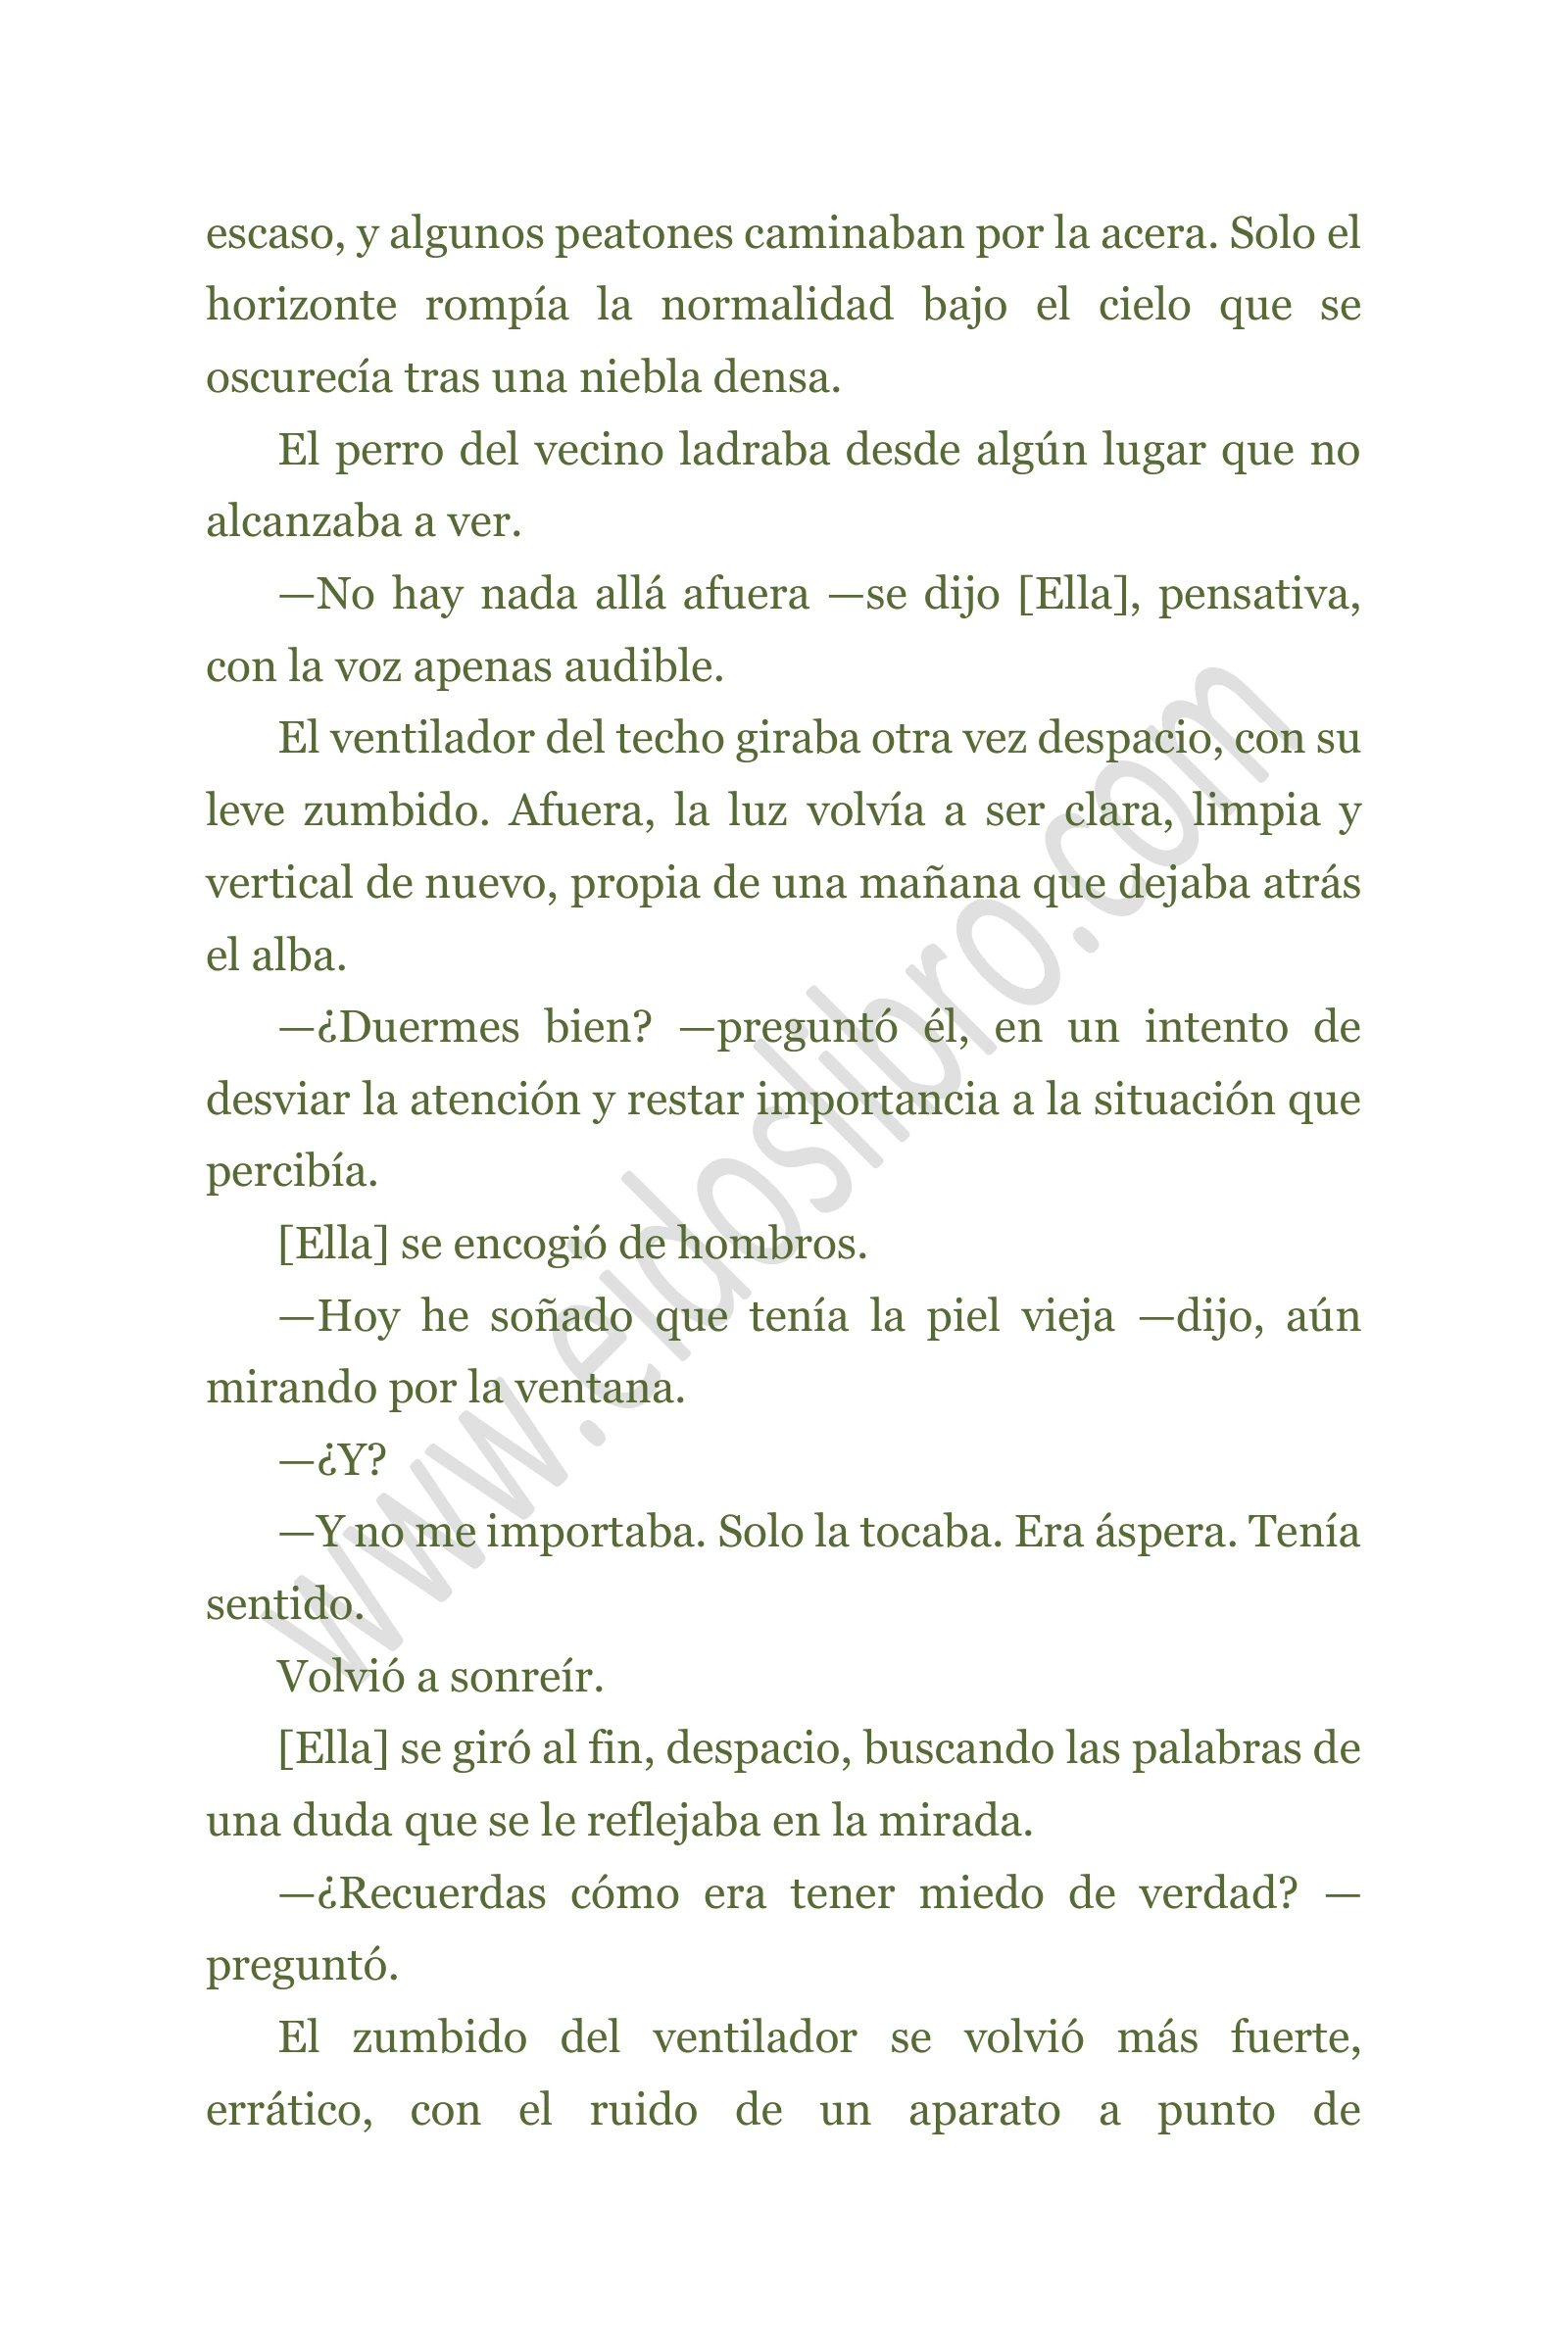 escaso, y algunos peatones caminaban por la acera. Solo el
horizonte rompía la normalidad bajo el cielo que se
oscurecía tras una niebla densa.
El perro del vecino ladraba desde algún lugar que no
alcanzaba a ver.
—No hay nada allá afuera —se dijo [Ella], pensativa,
con la voz apenas audible.
El ventilador del techo giraba otra vez despacio, con su
leve zumbido. Afuera, la luz volvía a ser clara, limpia y
vertical de nuevo, propia de una mañana que dejaba atrás
el alba.
—¿Duermes bien? —preguntó él, en un intento de
desviar la atención y restar importancia a la situación que
percibía.
[Ella] se encogió de hombros.
—Hoy he soñado que tenía la piel vieja —dijo, aún
mirando por la ventana.
—¿Y?
—Y no me importaba. Solo la tocaba. Era áspera. Tenía
sentido.
Volvió a sonreír.
[Ella] se giró al fin, despacio, buscando las palabras de
una duda que se le reflejaba en la mirada.
—¿Recuerdas cómo era tener miedo de verdad? —
preguntó.
El zumbido del ventilador se volvió más fuerte,
errático, con el ruido de un aparato a punto de
www.eidoslibro.com